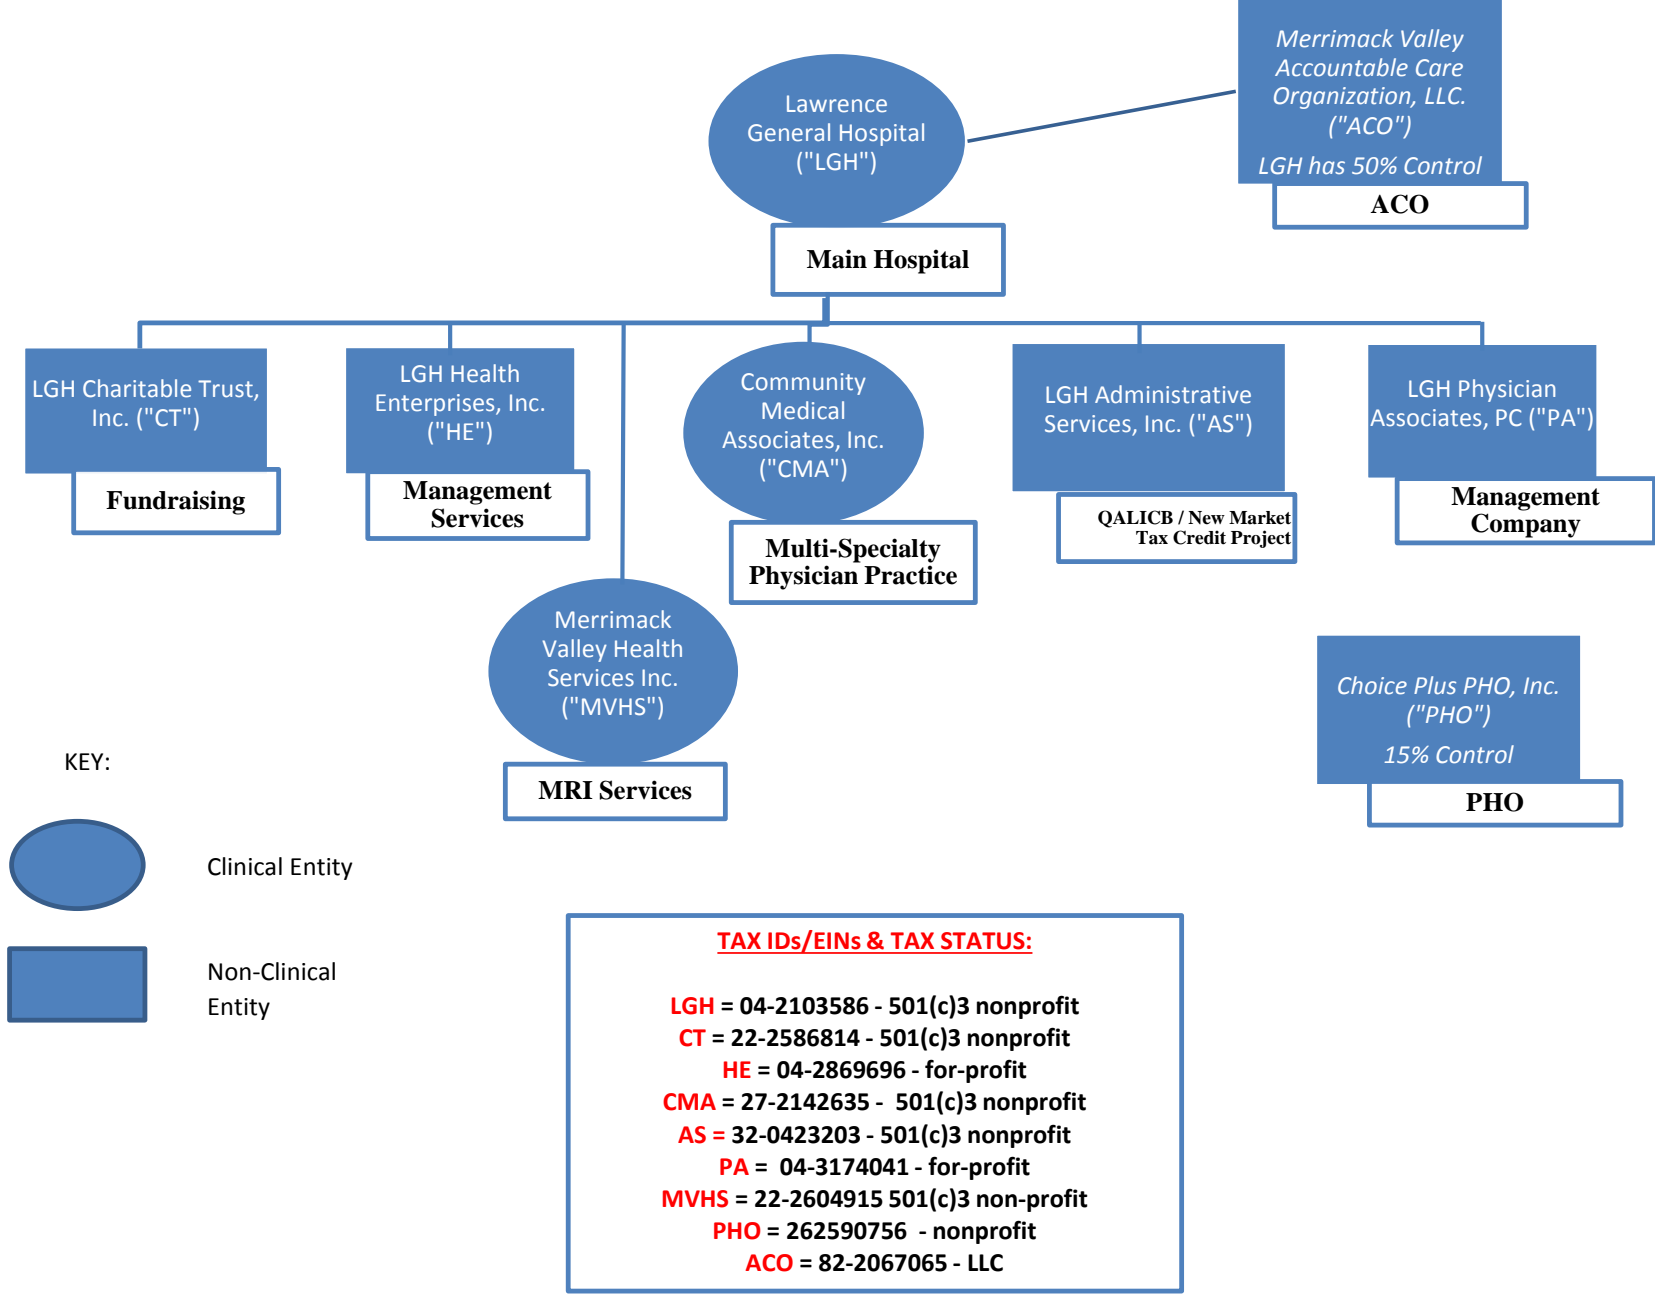 Merrimack Valley
Accountable Care
Organization, LLC.
("ACO")
LGH has 50% Control
ACO
Lawrence
General Hospital
("LGH")
Main Hospital
LGH Charitable Trust,
Inc. ("CT")
Fundraising
LGH Health
Enterprises, Inc.
("HE")
Management
Services
Community
Medical
Associates, Inc.
("CMA")
Multi-Specialty
Physician Practice
LGH Administrative
Services, Inc. ("AS")
QALICB / New Market
Tax Credit Project
LGH Physician
Associates, PC ("PA")
Management
Company
Merrimack
Valley Health
Services Inc.
("MVHS")
MRI Services
Choice Plus PHO, Inc.
("PHO")
15% Control
PHO
KEY:
Clinical Entity
Non-Clinical
Entity
TAX IDs/EINs & TAX STATUS:
LGH = 04-2103586 - 501(c)3 nonprofit
CT = 22-2586814 - 501(c)3 nonprofit
HE = 04-2869696 - for-profit
CMA = 27-2142635 -  501(c)3 nonprofit
AS = 32-0423203 - 501(c)3 nonprofit
PA =  04-3174041 - for-profit
MVHS = 22-2604915 501(c)3 non-profit
PHO = 262590756  - nonprofit
ACO = 82-2067065 - LLC